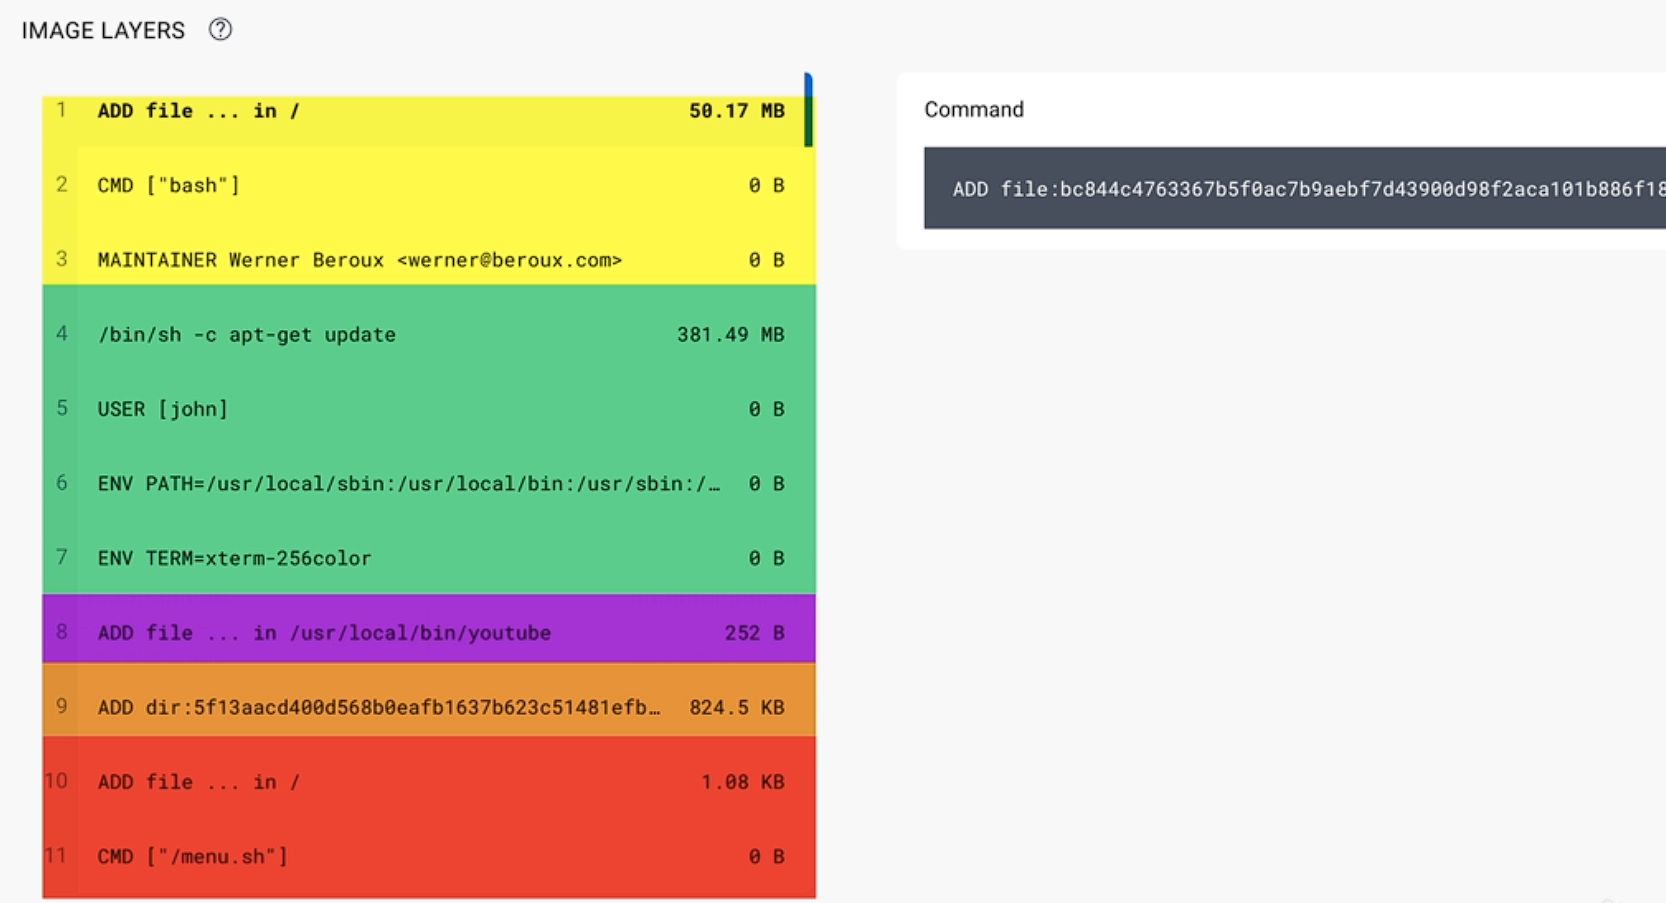 IMAGE LAYERS ?
1 ADD file ... in / 50.17 MB
2 CMD ["bash"] 0 B
3 MAINTAINER Werner Beroux <werner@beroux.com> 0 B
4 /bin/sh -c apt-get update 381.49 MB
5 USER [john] 0 B
6 ENV PATH=/usr/local/sbin:/usr/local/bin:/usr/sbin:/… 0 B
7 ENV TERM=xterm-256color 0 B
8 ADD file ... in /usr/local/bin/youtube 252 B
9 ADD dir:5f13aacd400d568b0eafb1637b623c51481efb… 824.5 KB
10 ADD file ... in / 1.08 KB
11 CMD ["/menu.sh"] 0 B
Command
ADD file:bc844c4763367b5f0ac7b9aebf7d43900d98f2aca101b886f18